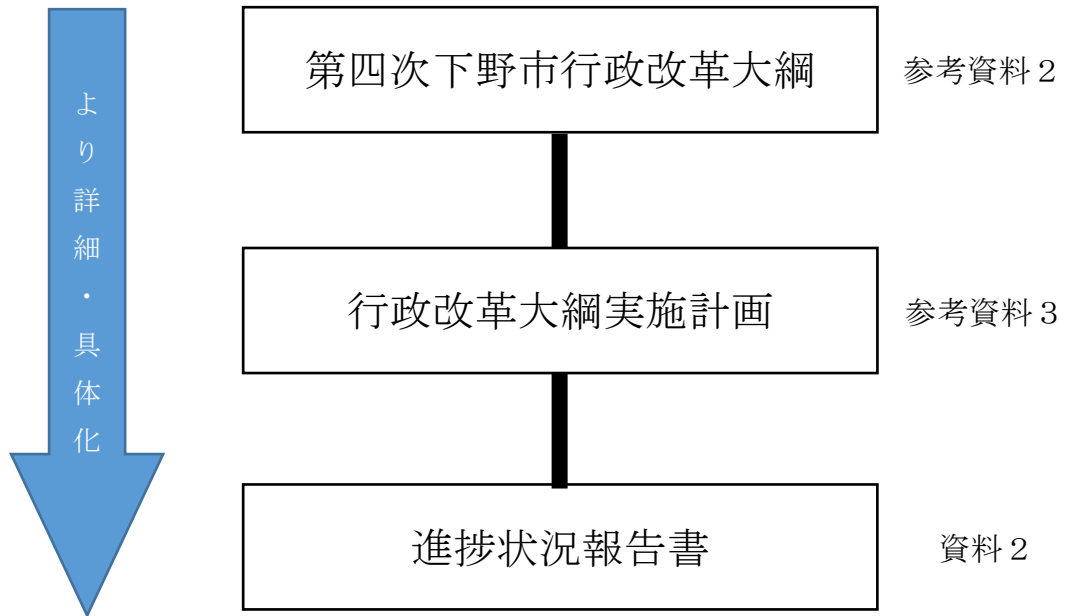 より詳細・具体化
第四次下野市行政改革大綱
参考資料２
行政改革大綱実施計画
参考資料３
進捗状況報告書
資料２